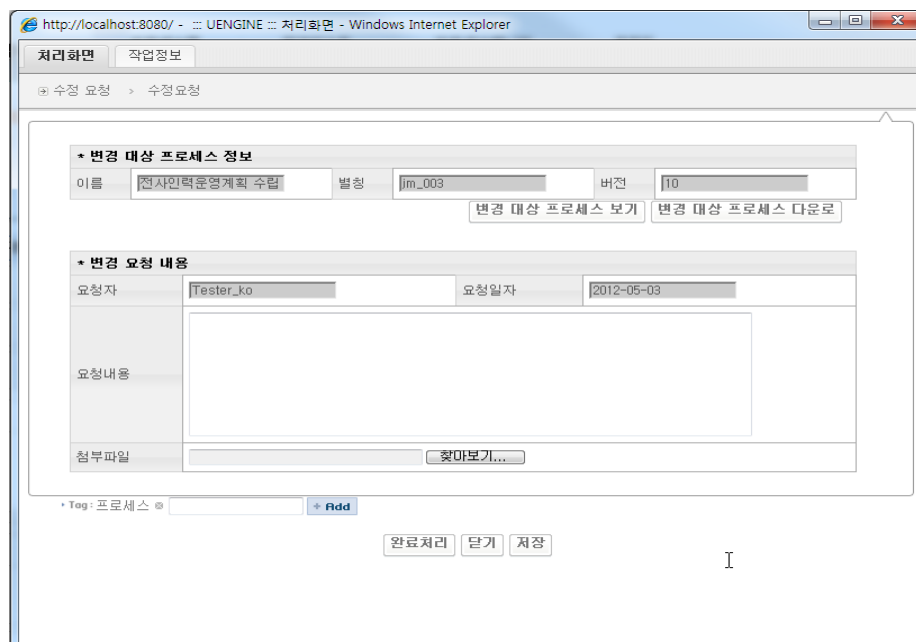 http://localhost:8080/ - ::: UENGINE ::: 처리화면 - Windows Internet Explorer
처리화면 작업정보
수정 요청 > 수정요청
* 변경 대상 프로세스 정보
이름 전사인력운영계획 수립 별칭 jm_003 버전 10
변경 대상 프로세스 보기 변경 대상 프로세스 다운로
* 변경 요청 내용
요청자 Tester_ko 요청일자 2012-05-03
요청내용
첨부파일 찾아보기...
Tag : 프로세스 + Add
완료처리 닫기 저장